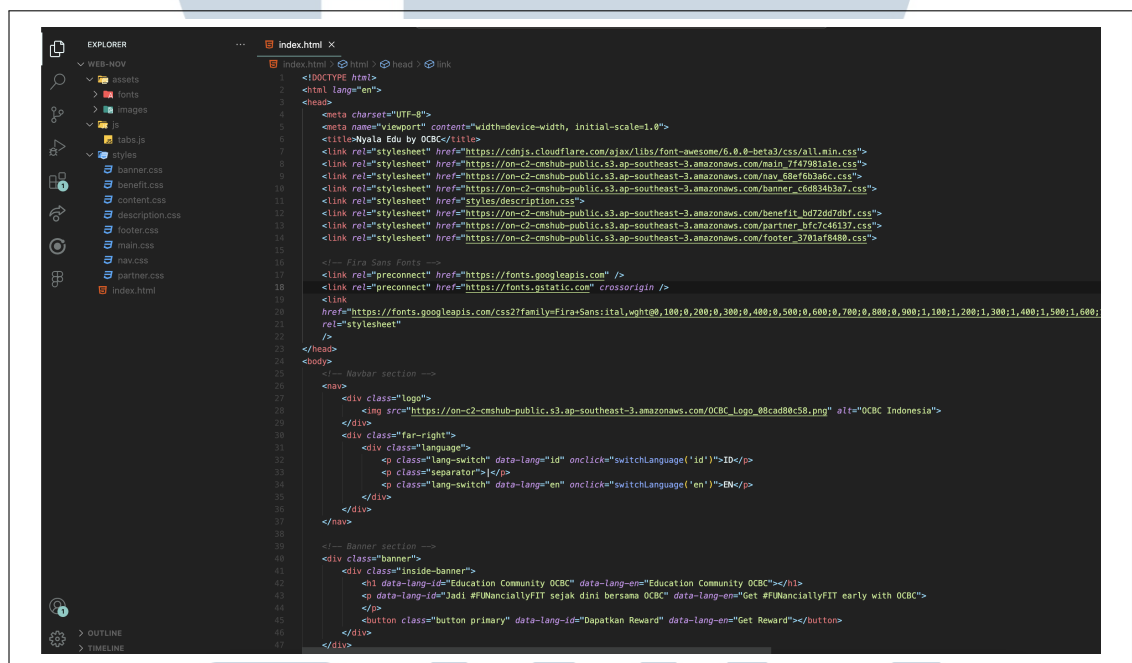 EXPLORER
···
index.html ×
WEB-NOV
index.html > html > head > link
assets
fonts
images
js
tabs.js
styles
banner.css
benefit.css
content.css
description.css
footer.css
main.css
nav.css
partner.css
index.html
1
1
OUTLINE
TIMELINE
1 <!DOCTYPE html>
2 <html lang="en">
3 <head>
4 <meta charset="UTF-8">
5 <meta name="viewport" content="width=device-width, initial-scale=1.0">
6 <title>Nyala Edu by OCBC</title>
7 <link rel="stylesheet" href="https://cdnjs.cloudflare.com/ajax/libs/font-awesome/6.0.0-beta3/css/all.min.css">
8 <link rel="stylesheet" href="https://on-c2-cmshub-public.s3.ap-southeast-3.amazonaws.com/main_7f47981a1e.css">
9 <link rel="stylesheet" href="https://on-c2-cmshub-public.s3.ap-southeast-3.amazonaws.com/nav_68ef6b3a6c.css">
10 <link rel="stylesheet" href="https://on-c2-cmshub-public.s3.ap-southeast-3.amazonaws.com/banner_c6d834b3a7.css">
11 <link rel="stylesheet" href="styles/description.css">
12 <link rel="stylesheet" href="https://on-c2-cmshub-public.s3.ap-southeast-3.amazonaws.com/benefit_bd72dd7dbf.css">
13 <link rel="stylesheet" href="https://on-c2-cmshub-public.s3.ap-southeast-3.amazonaws.com/partner_bfc7c46137.css">
14 <link rel="stylesheet" href="https://on-c2-cmshub-public.s3.ap-southeast-3.amazonaws.com/footer_3701af8480.css">
15
16 <!-- Fira Sans Fonts -->
17 <link rel="preconnect" href="https://fonts.googleapis.com" />
18 <link rel="preconnect" href="https://fonts.gstatic.com" crossorigin />
19 <link
20 href="https://fonts.googleapis.com/css2?family=Fira+Sans:ital,wght@0,100;0,200;0,300;0,400;0,500;0,600;0,700;0,800;0,900;1,100;1,200;1,300;1,400;1,500;1,600;
21 rel="stylesheet"
22 />
23 </head>
24 <body>
25 <!-- Navbar section -->
26 <nav>
27 <div class="logo">
28 <img src="https://on-c2-cmshub-public.s3.ap-southeast-3.amazonaws.com/OCBC_Logo_08cad80c58.png" alt="OCBC Indonesia">
29 </div>
30 <div class="far-right">
31 <div class="language">
32 <p class="lang-switch" data-lang="id" onclick="switchLanguage('id')">ID</p>
33 <p class="separator">|</p>
34 <p class="lang-switch" data-lang="en" onclick="switchLanguage('en')">EN</p>
35 </div>
36 </div>
37 </nav>
38
39 <!-- Banner section -->
40 <div class="banner">
41 <div class="inside-banner">
42 <h1 data-lang-id="Education Community OCBC" data-lang-en="Education Community OCBC"></h1>
43 <p data-lang-id="Jadi #FUNanciallyFIT sejak dini bersama OCBC" data-lang-en="Get #FUNanciallyFIT early with OCBC">
44 </p>
45 <button class="button primary" data-lang-id="Dapatkan Reward" data-lang-en="Get Reward"></button>
46 </div>
47 </div>